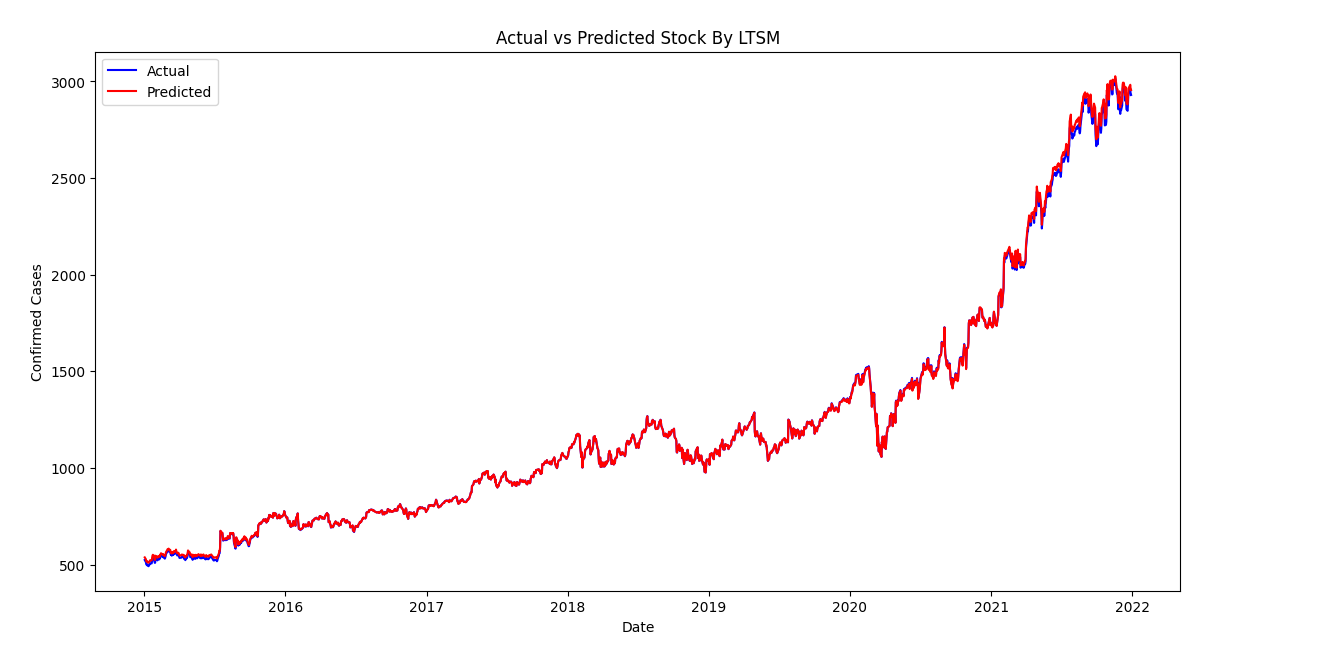 Actual vs Predicted Stock By LTSM
Actual
Predicted
3000
2500
2000
1500
1000
500
Confirmed Cases
2015 2016 2017 2018 2019 2020 2021 2022
Date